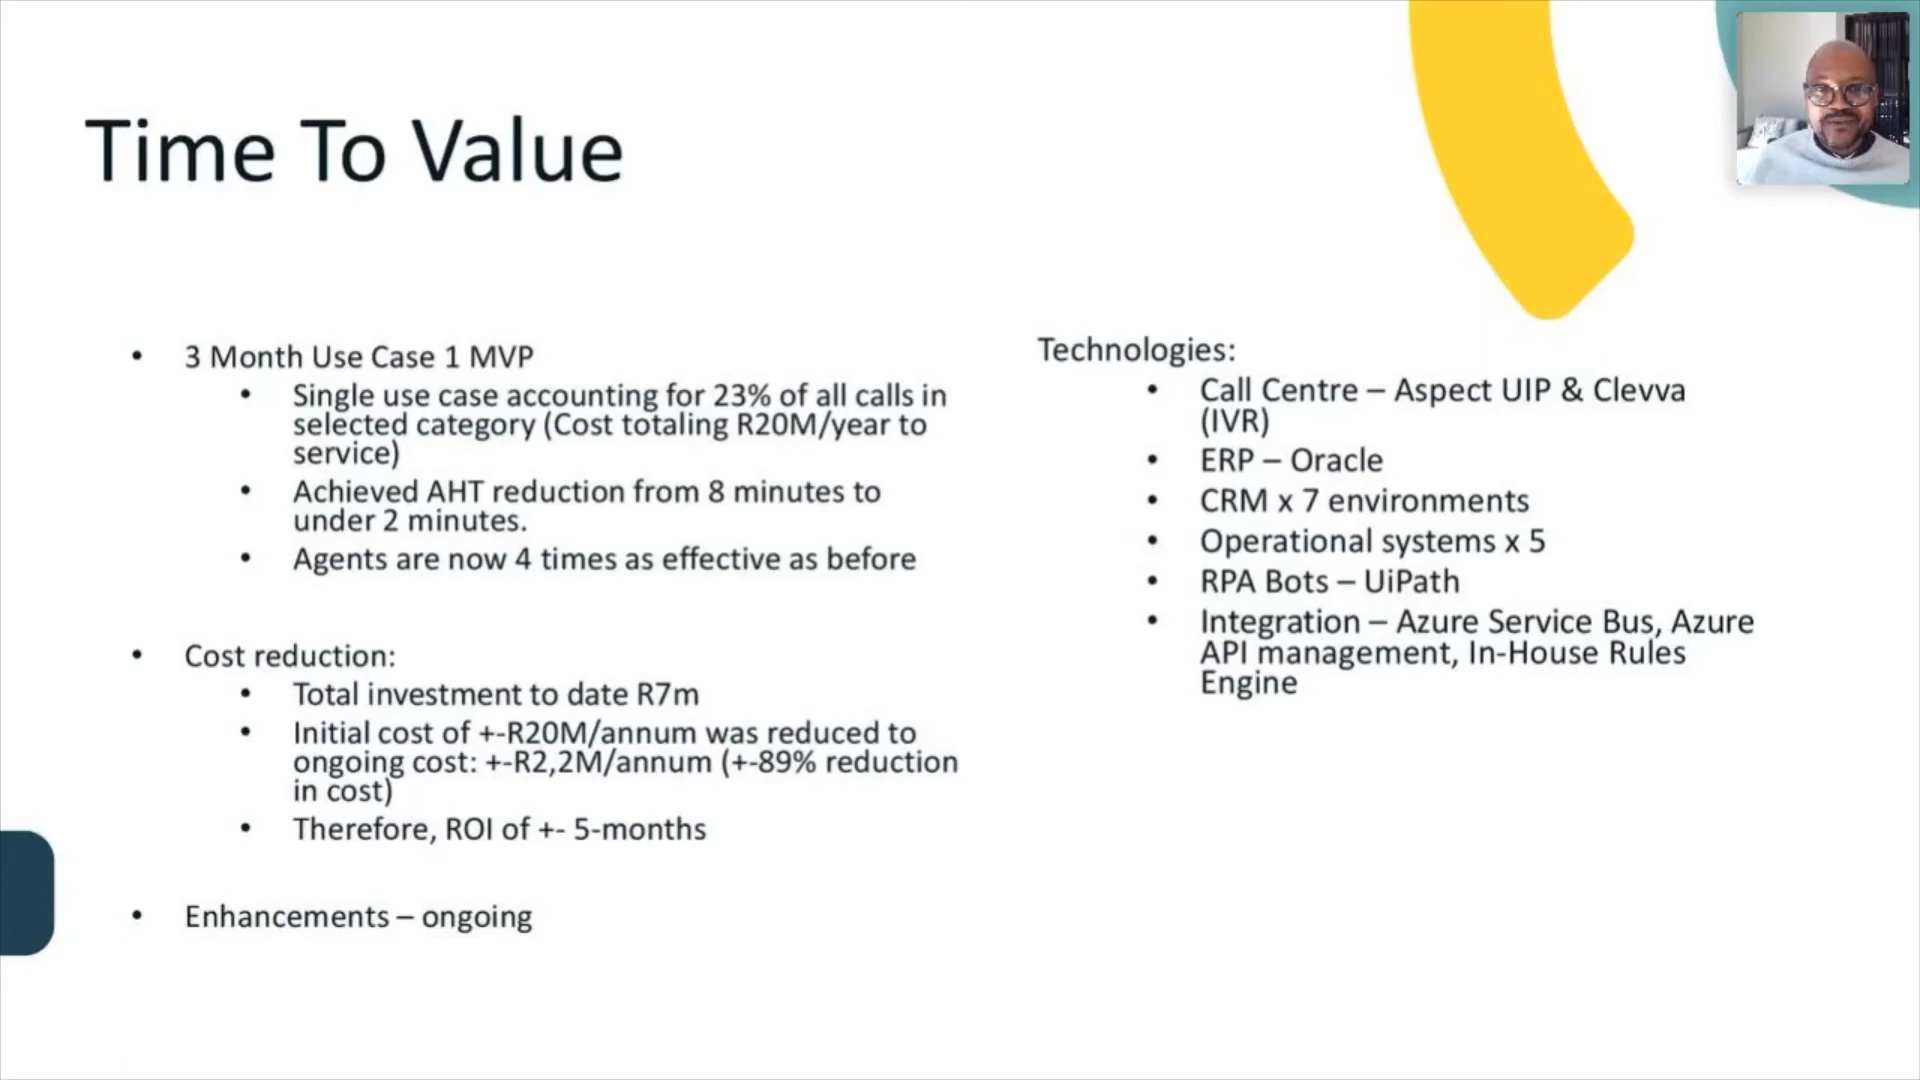 Time To Value
• 3 Month Use Case 1 MVP
• Single use case accounting for 23% of all calls in
selected category (Cost totaling R20M/year to
service)
• Achieved AHT reduction from 8 minutes to
under 2 minutes.
• Agents are now 4 times as effective as before
• Cost reduction:
• Total investment to date R7m
• Initial cost of +-R20M/annum was reduced to
ongoing cost: +-R2,2M/annum (+-89% reduction
in cost)
• Therefore, ROI of +- 5-months
• Enhancements – ongoing
Technologies:
• Call Centre – Aspect UIP & Clevva
(IVR)
• ERP – Oracle
• CRM x 7 environments
• Operational systems x 5
• RPA Bots – UiPath
• Integration – Azure Service Bus, Azure
API management, In-House Rules
Engine